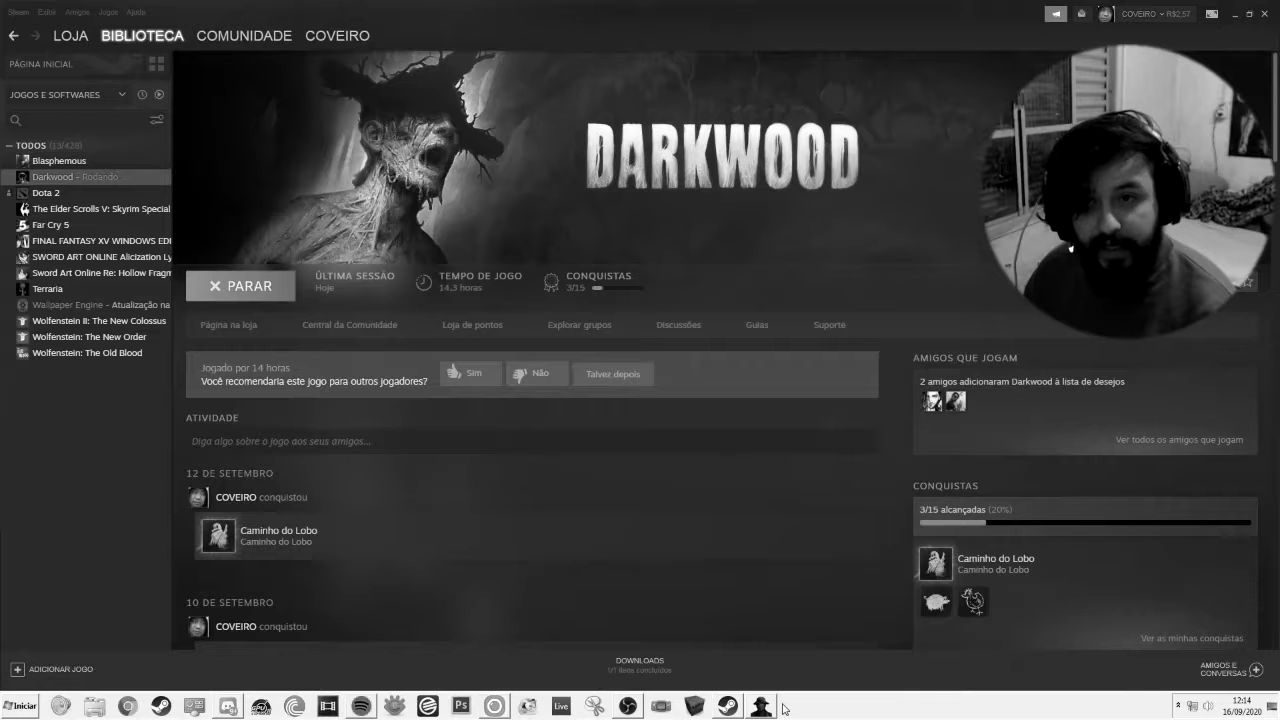 Steam Exibir Amigos Jogos Ajuda
COVEIRO R$2,57
LOJA BIBLIOTECA COMUNIDADE COVEIRO
PÁGINA INICIAL
JOGOS E SOFTWARES
TODOS (13/428)
Blasphemous
Darkwood - Rodando
Dota 2
The Elder Scrolls V: Skyrim Special
Far Cry 5
FINAL FANTASY XV WINDOWS EDI
SWORD ART ONLINE Alicization Ly
Sword Art Online Re: Hollow Fragm
Terraria
Wallpaper Engine - Atualização na
Wolfenstein II: The New Colossus
Wolfenstein: The New Order
Wolfenstein: The Old Blood
DARKWOOD
PARAR
ÚLTIMA SESSÃO
Hoje
TEMPO DE JOGO
14.3 horas
CONQUISTAS
3/15
Página na loja Central da Comunidade Loja de pontos Explorar grupos Discussões Guias Suporte
Jogado por 14 horas
Você recomendaria este jogo para outros jogadores?
Sim Não Talvez depois
ATIVIDADE
Diga algo sobre o jogo aos seus amigos...
12 DE SETEMBRO
COVEIRO conquistou
Caminho do Lobo
Caminho do Lobo
10 DE SETEMBRO
COVEIRO conquistou
AMIGOS QUE JOGAM
2 amigos adicionaram Darkwood à lista de desejos
Ver todos os amigos que jogam
CONQUISTAS
3/15 alcançadas (20%)
Caminho do Lobo
Caminho do Lobo
Ver as minhas conquistas
ADICIONAR JOGO
DOWNLOADS
1/1 itens concluídos
AMIGOS E
CONVERSAS
Iniciar
Ps
Live
12:14
16/09/2020